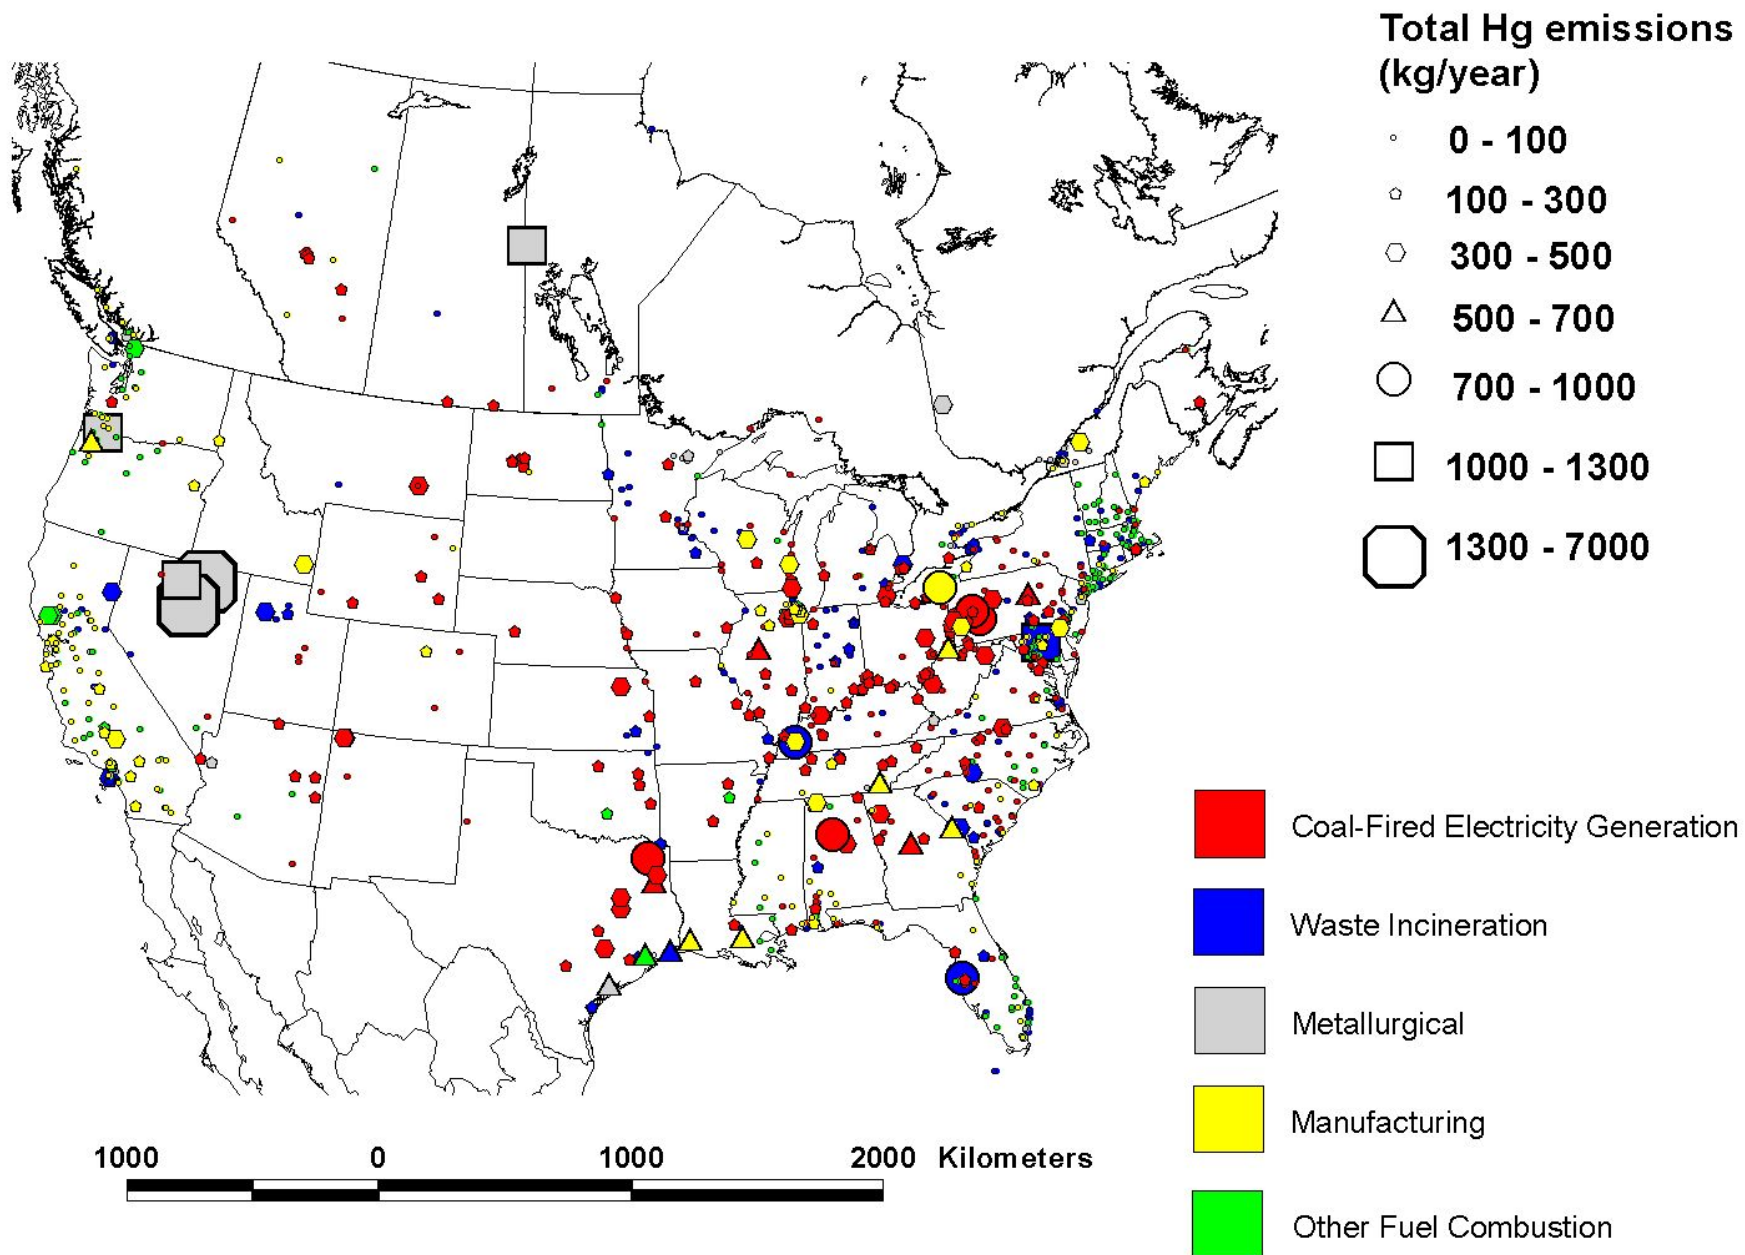 Total Hg emissions
(kg/year)
0 - 100
100 - 300
300 - 500
500 - 700
700 - 1000
1000 - 1300
1300 - 7000
Coal-Fired Electricity Generation
Waste Incineration
Metallurgical
Manufacturing
Other Fuel Combustion
1000 0 1000 2000 Kilometers